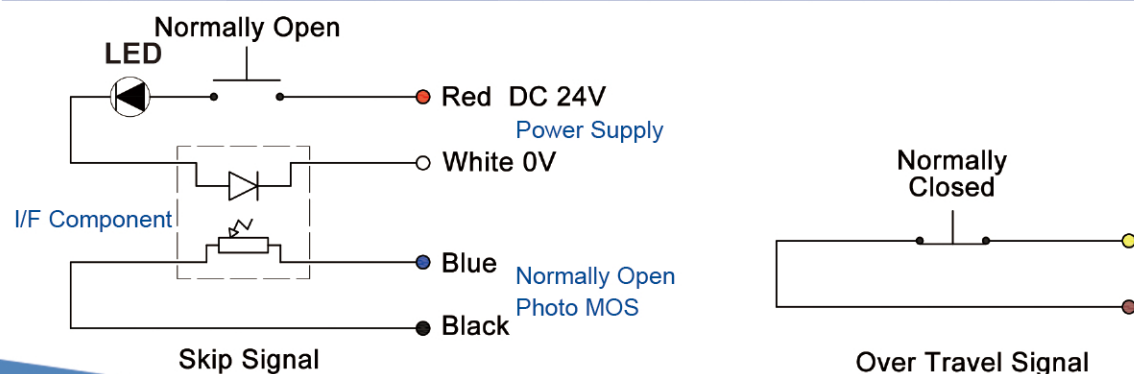 Normally Open
LED
Red DC 24V
Power Supply
White 0V
I/F Component
Blue
Normally Open
Photo MOS
Black
Skip Signal
Normally
Closed
Over Travel Signal